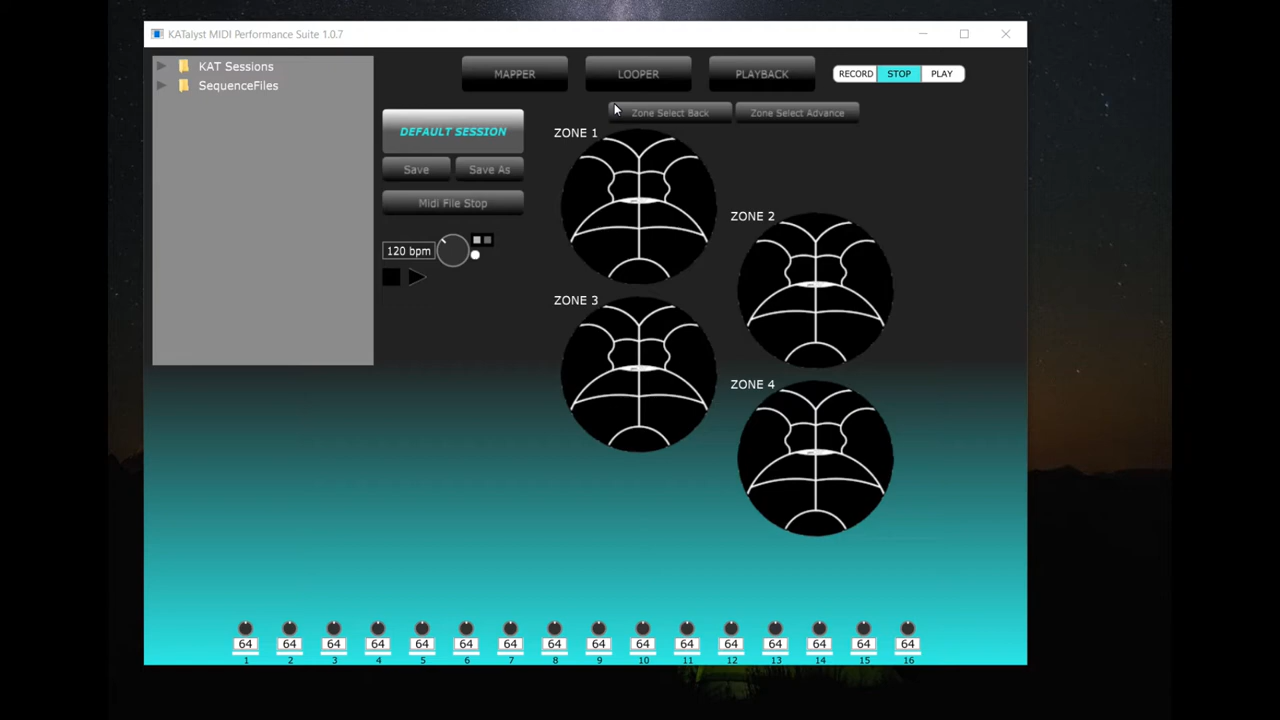 KATalyst MIDI Performance Suite 1.0.7
KAT Sessions
SequenceFiles
MAPPER
LOOPER
PLAYBACK
RECORD
STOP
PLAY
Zone Select Back
Zone Select Advance
DEFAULT SESSION
Save
Save As
Midi File Stop
120 bpm
ZONE 1
ZONE 2
ZONE 3
ZONE 4
64 64 64 64 64 64 64 64 64 64 64 64 64 64 64 64
1 2 3 4 5 6 7 8 9 10 11 12 13 14 15 16